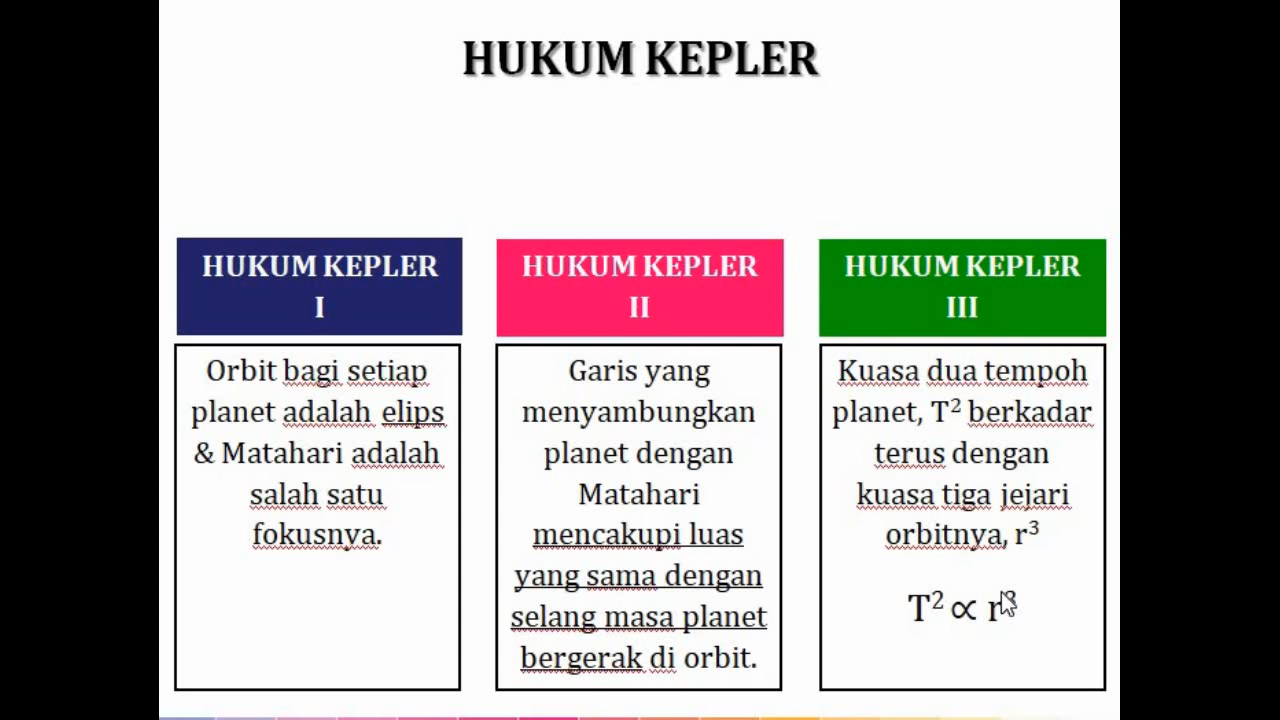 HUKUM KEPLER
HUKUM KEPLER
I
Orbit bagi setiap
planet adalah elips
& Matahari adalah
salah satu
fokusnya.
HUKUM KEPLER
II
Garis yang
menyambungkan
planet dengan
Matahari
mencakupi luas
yang sama dengan
selang masa planet
bergerak di orbit.
HUKUM KEPLER
III
Kuasa dua tempoh
planet, T² berkadar
terus dengan
kuasa tiga jejari
orbitnya, r³
T² ∝ r³